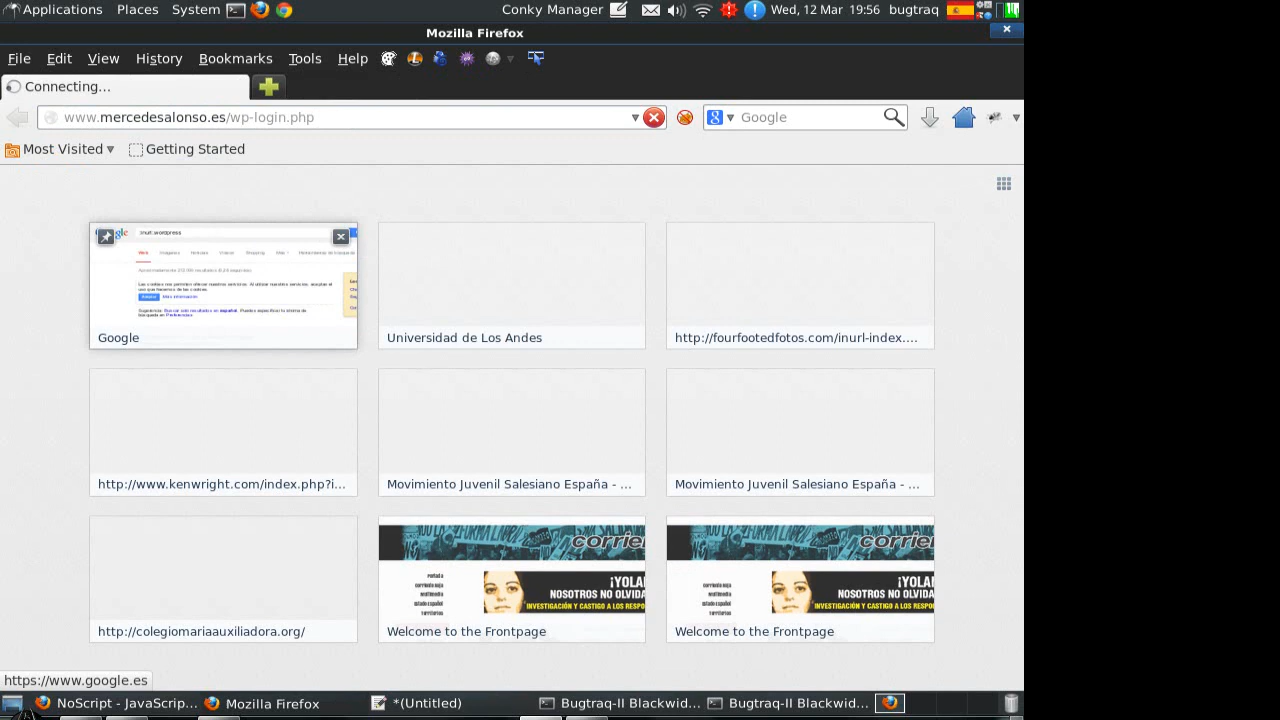 Applications Places System Conky Manager Wed, 12 Mar 19:56 bugtraq
Mozilla Firefox
File Edit View History Bookmarks Tools Help
Connecting...
www.mercedesalonso.es/wp-login.php Google
Most Visited Getting Started
inurl:wordpress
Web
Google
Universidad de Los Andes
http://fourfootedfotos.com/inurl-index....
http://www.kenwright.com/index.php?i...
Movimiento Juvenil Salesiano España - ...
Movimiento Juvenil Salesiano España - ...
¡YOLA
NOSOTROS NO OLVIDA
INVESTIGACIÓN Y CASTIGO A LOS RESPO
¡YOLA
NOSOTROS NO OLVIDA
INVESTIGACIÓN Y CASTIGO A LOS RESPO
http://colegiomariaauxiliadora.org/
Welcome to the Frontpage
Welcome to the Frontpage
https://www.google.es
NoScript - JavaScrip... Mozilla Firefox *(Untitled) Bugtraq-II Blackwid... Bugtraq-II Blackwid...